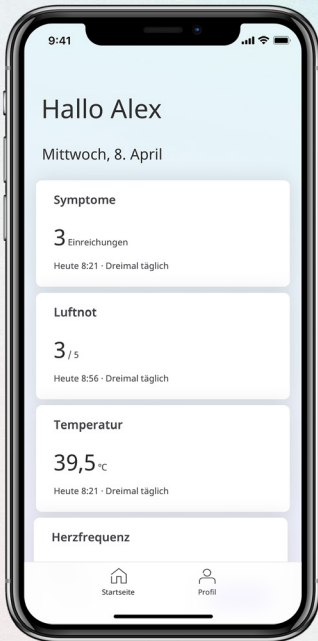 9:41
Hallo Alex
Mittwoch, 8. April
Symptome
3 Einreichungen
Heute 8:21 · Dreimal täglich
Luftnot
3 / 5
Heute 8:56 · Dreimal täglich
Temperatur
39,5 °C
Heute 8:21 · Dreimal täglich
Herzfrequenz
Startseite Profil